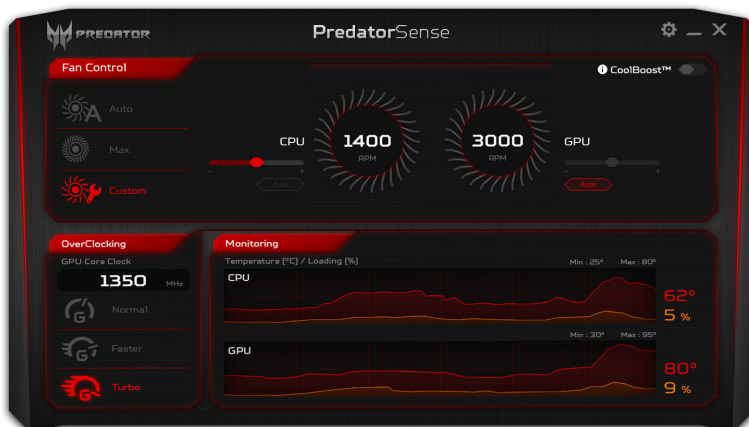 PREDATOR
PredatorSense
Fan Control
CoolBoost™
Auto
Max
Custom
CPU
1400
RPM
- +
Auto
3000
RPM
GPU
- +
Auto
OverClocking
GPU Core Clock
1350 MHz
G Normal
G Faster
G Turbo
Monitoring
Temperature (°C) / Loading (%)
Min : 25° Max : 80°
CPU
62°
5 %
Min : 30° Max : 95°
GPU
80°
9 %